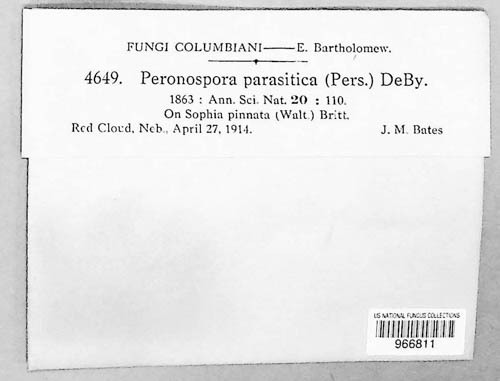 FUNGI COLUMBIANI—E. Bartholomew.
4649. Peronospora parasitica (Pers.) DeBy.
1863 : Ann. Sci. Nat. 20 : 110.
On Sophia pinnata (Walt.) Britt.
Red Cloud, Neb., April 27, 1914. J. M. Bates
US NATIONAL FUNGUS COLLECTIONS
966811